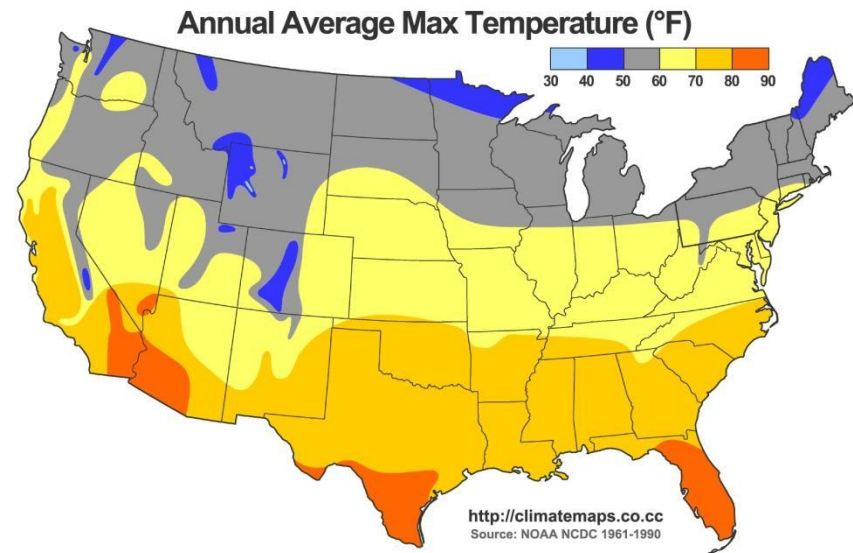 Annual Average Max Temperature (°F)
30 40 50 60 70 80 90
http://climatemaps.co.cc
Source: NOAA NCDC 1961-1990